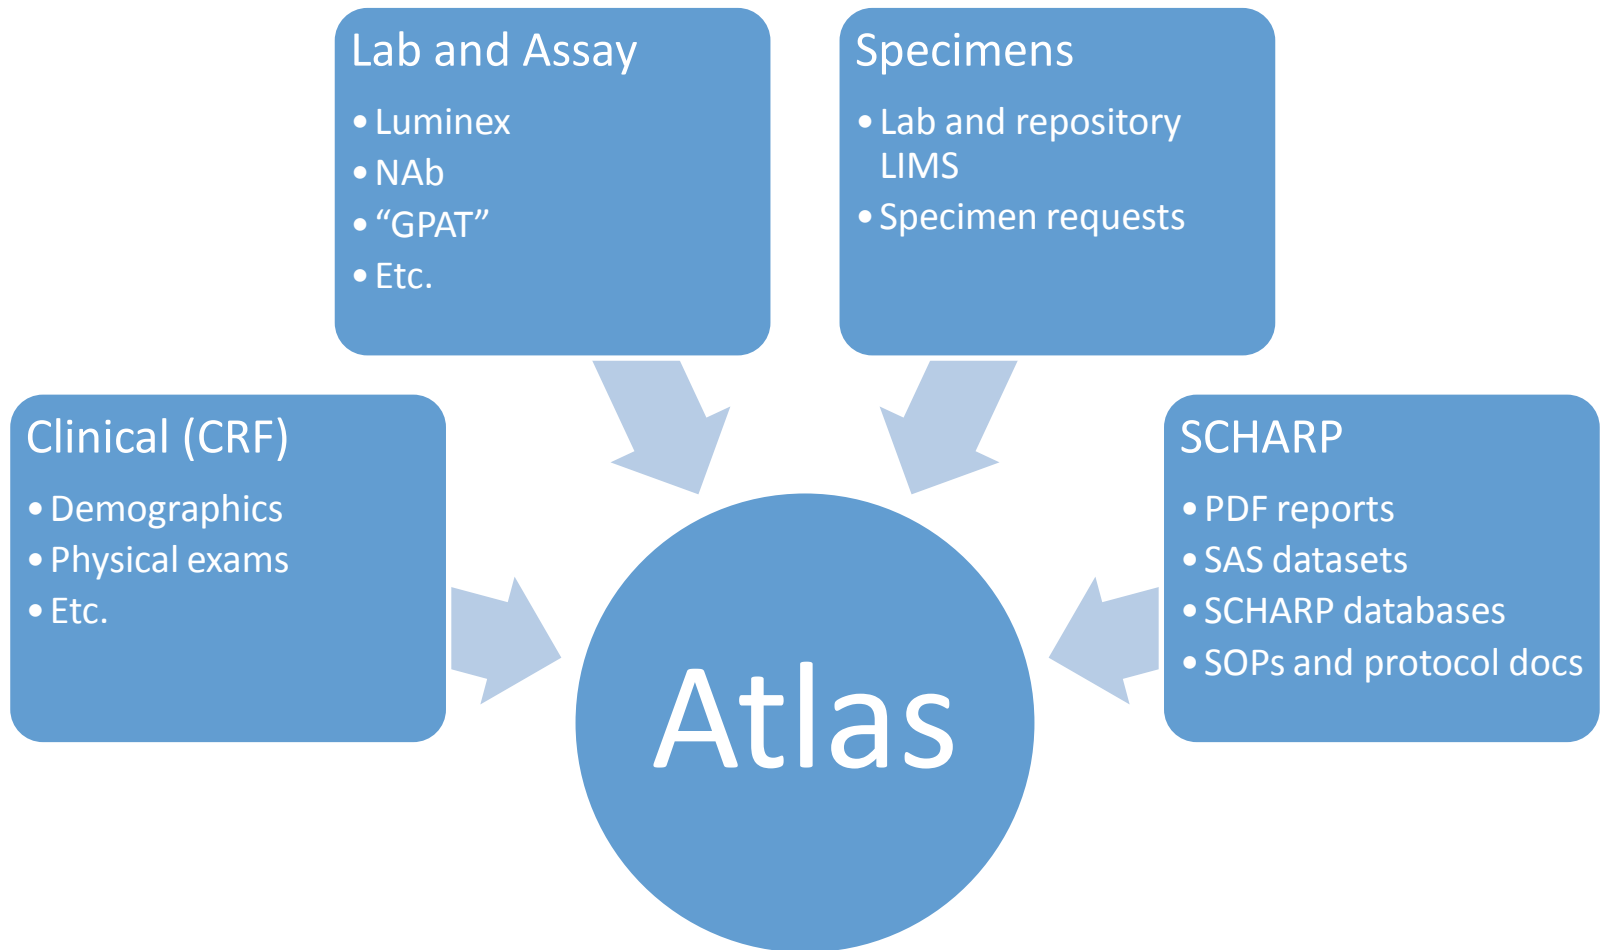 Lab and Assay
• Luminex
• NAb
• “GPAT”
• Etc.
Specimens
• Lab and repository
LIMS
• Specimen requests
Clinical (CRF)
• Demographics
• Physical exams
• Etc.
SCHARP
• PDF reports
• SAS datasets
• SCHARP databases
• SOPs and protocol docs
Atlas